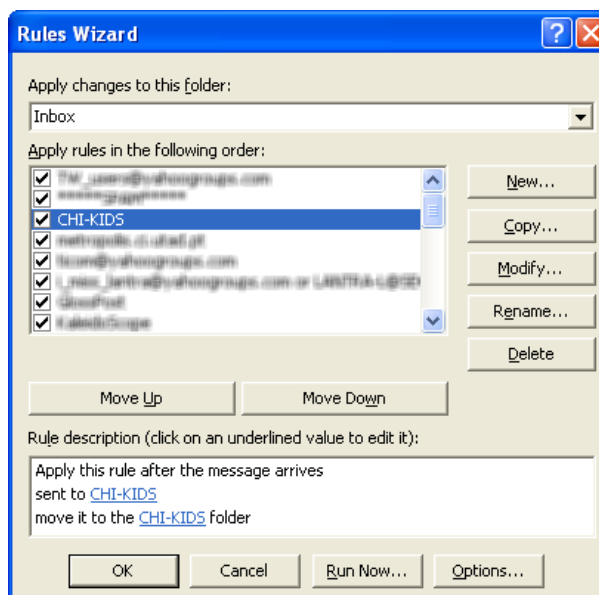 Rules Wizard
Apply changes to this folder:
Inbox
Apply rules in the following order:
CHI-KIDS
New...
Copy...
Modify...
Rename...
Delete
Move Up
Move Down
Rule description (click on an underlined value to edit it):
Apply this rule after the message arrives
sent to CHI-KIDS
move it to the CHI-KIDS folder
OK
Cancel
Run Now...
Options...